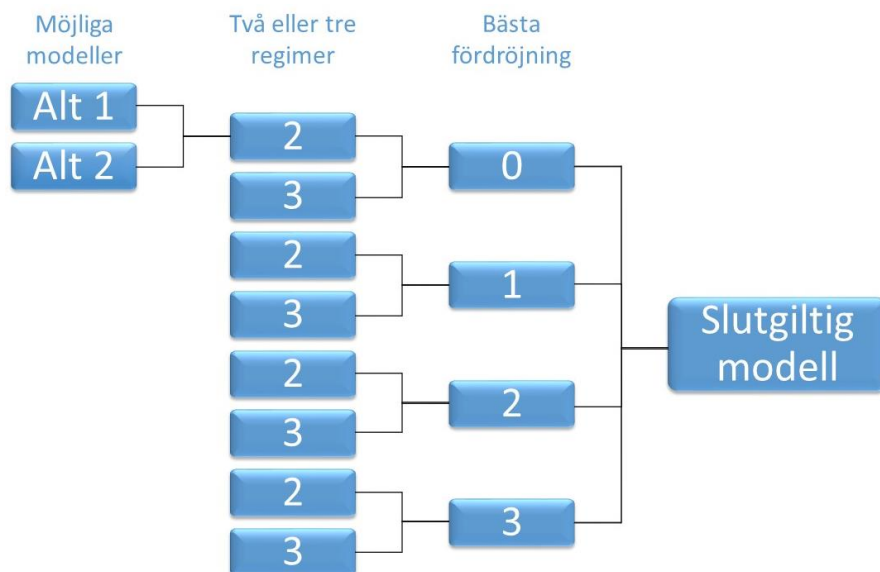 Möjliga
modeller
Två eller tre
regimer
Bästa
fördröjning
Alt 1
Alt 2
2
3
2
3
2
3
2
3
0
1
2
3
Slutgiltig
modell